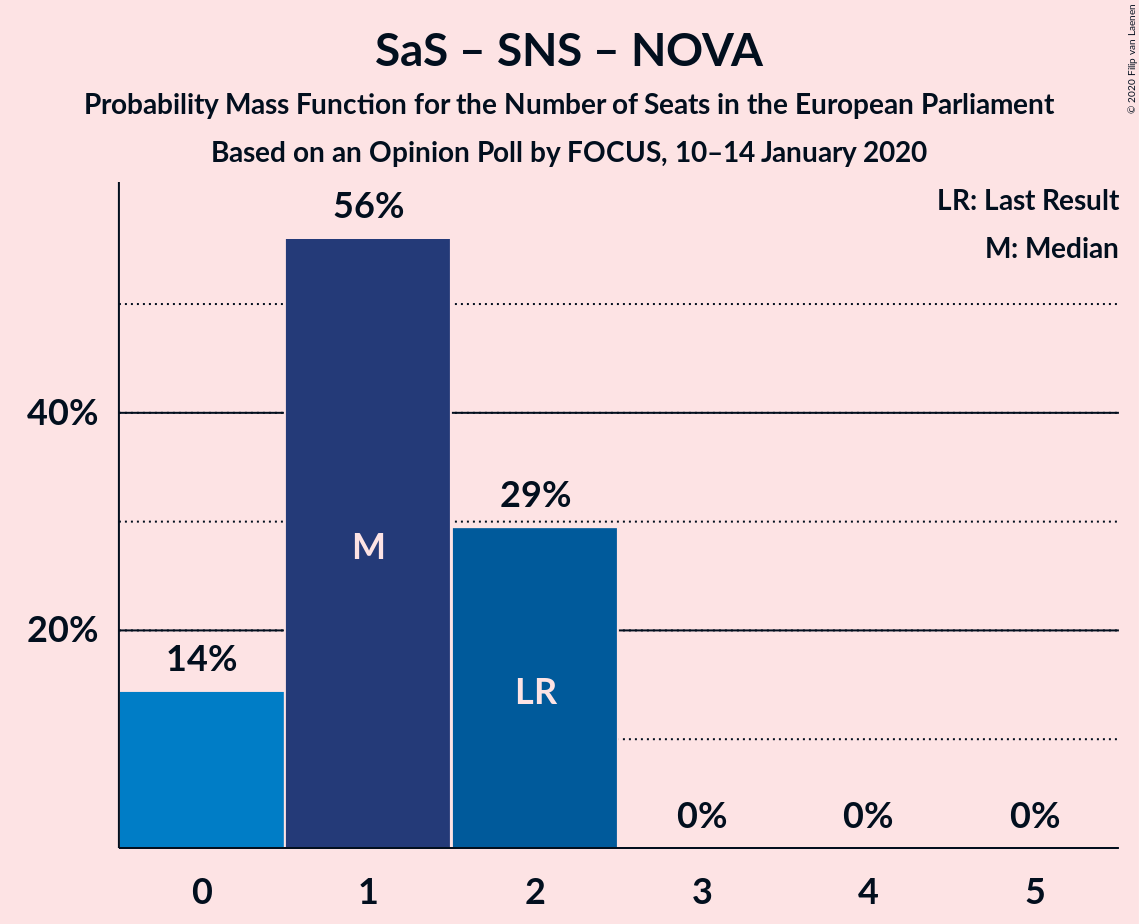 SaS – SNS – NOVA
Probability Mass Function for the Number of Seats in the European Parliament
Based on an Opinion Poll by FOCUS, 10–14 January 2020
© 2020 Filip van Laenen
LR: Last Result
M: Median
56%
40%
29%
M
20%
14%
LR
0%
0%
0%
0
1
2
3
4
5